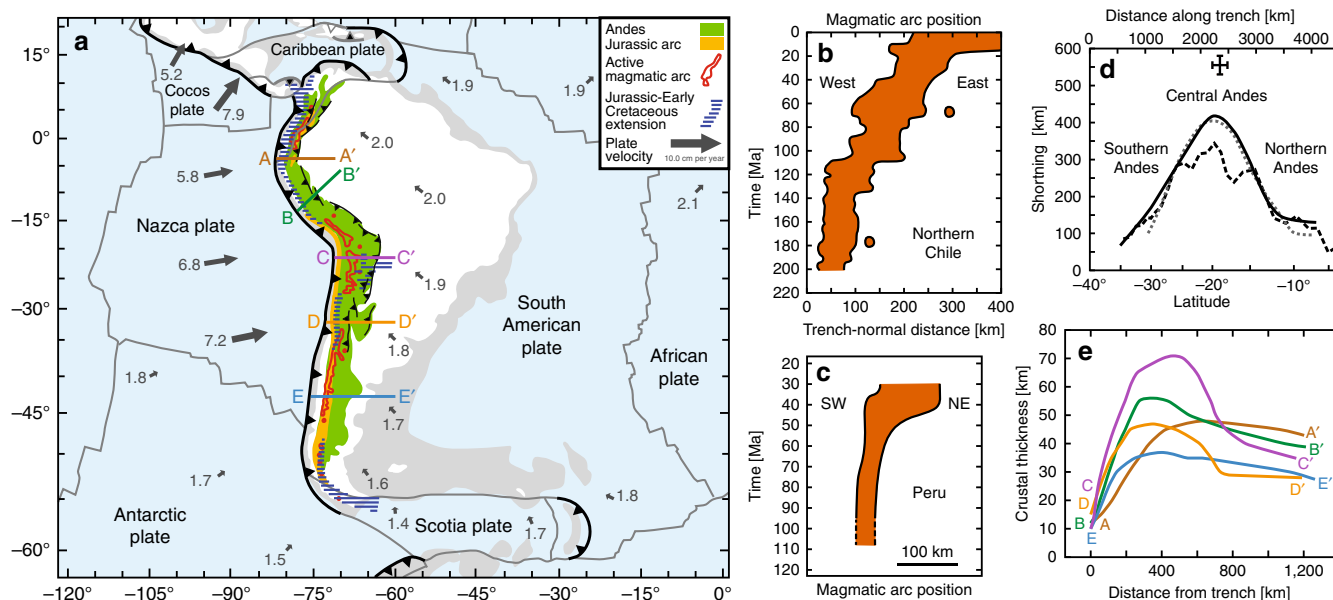 a
15°
0°
−15°
−30°
−45°
−60°
−120°
−105°
−90°
−75°
−60°
−45°
−30°
−15°
0°
Caribbean plate
Cocos
plate
Nazca plate
South
American
plate
African
plate
Antarctic
plate
Scotia plate
5.2
7.9
1.9
1.9
2.0
5.8
2.0
2.1
6.8
1.9
7.2
1.8
1.8
1.7
1.7
1.6
1.8
1.4
1.7
1.5
A
A′
B
B′
C
C′
D
D′
E
E′
Andes
Jurassic arc
Active
magmatic arc
Jurassic-Early
Cretaceous
extension
Plate
velocity
10.0 cm per year
Magmatic arc position
b
West
East
Northern
Chile
Time [Ma]
0
20
40
60
80
100
120
140
160
180
200
220
0
100
200
300
400
Trench-normal distance [km]
c
SW
NE
Peru
100 km
Time [Ma]
20
30
40
50
60
70
80
90
100
110
120
Magmatic arc position
Distance along trench [km]
500
1000
2000
3000
4000
d
Central Andes
Southern
Andes
Northern
Andes
Shortning [km]
600
500
400
300
200
100
0
−40°
−30°
−20°
−10°
Latitude
e
Crustal thickness [km]
80
70
60
50
40
30
20
10
0
C
D
B
A
E
A′
B′
C′
D′
E′
0
400
800
1,200
Distance from trench [km]